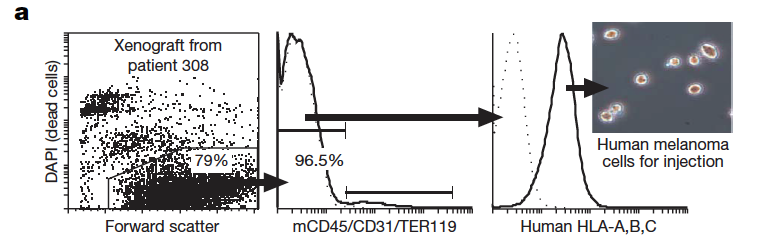 a
Xenograft from
patient 308
DAPI (dead cells)
79%
96.5%
Human melanoma
cells for injection
Forward scatter
mCD45/CD31/TER119
Human HLA-A,B,C